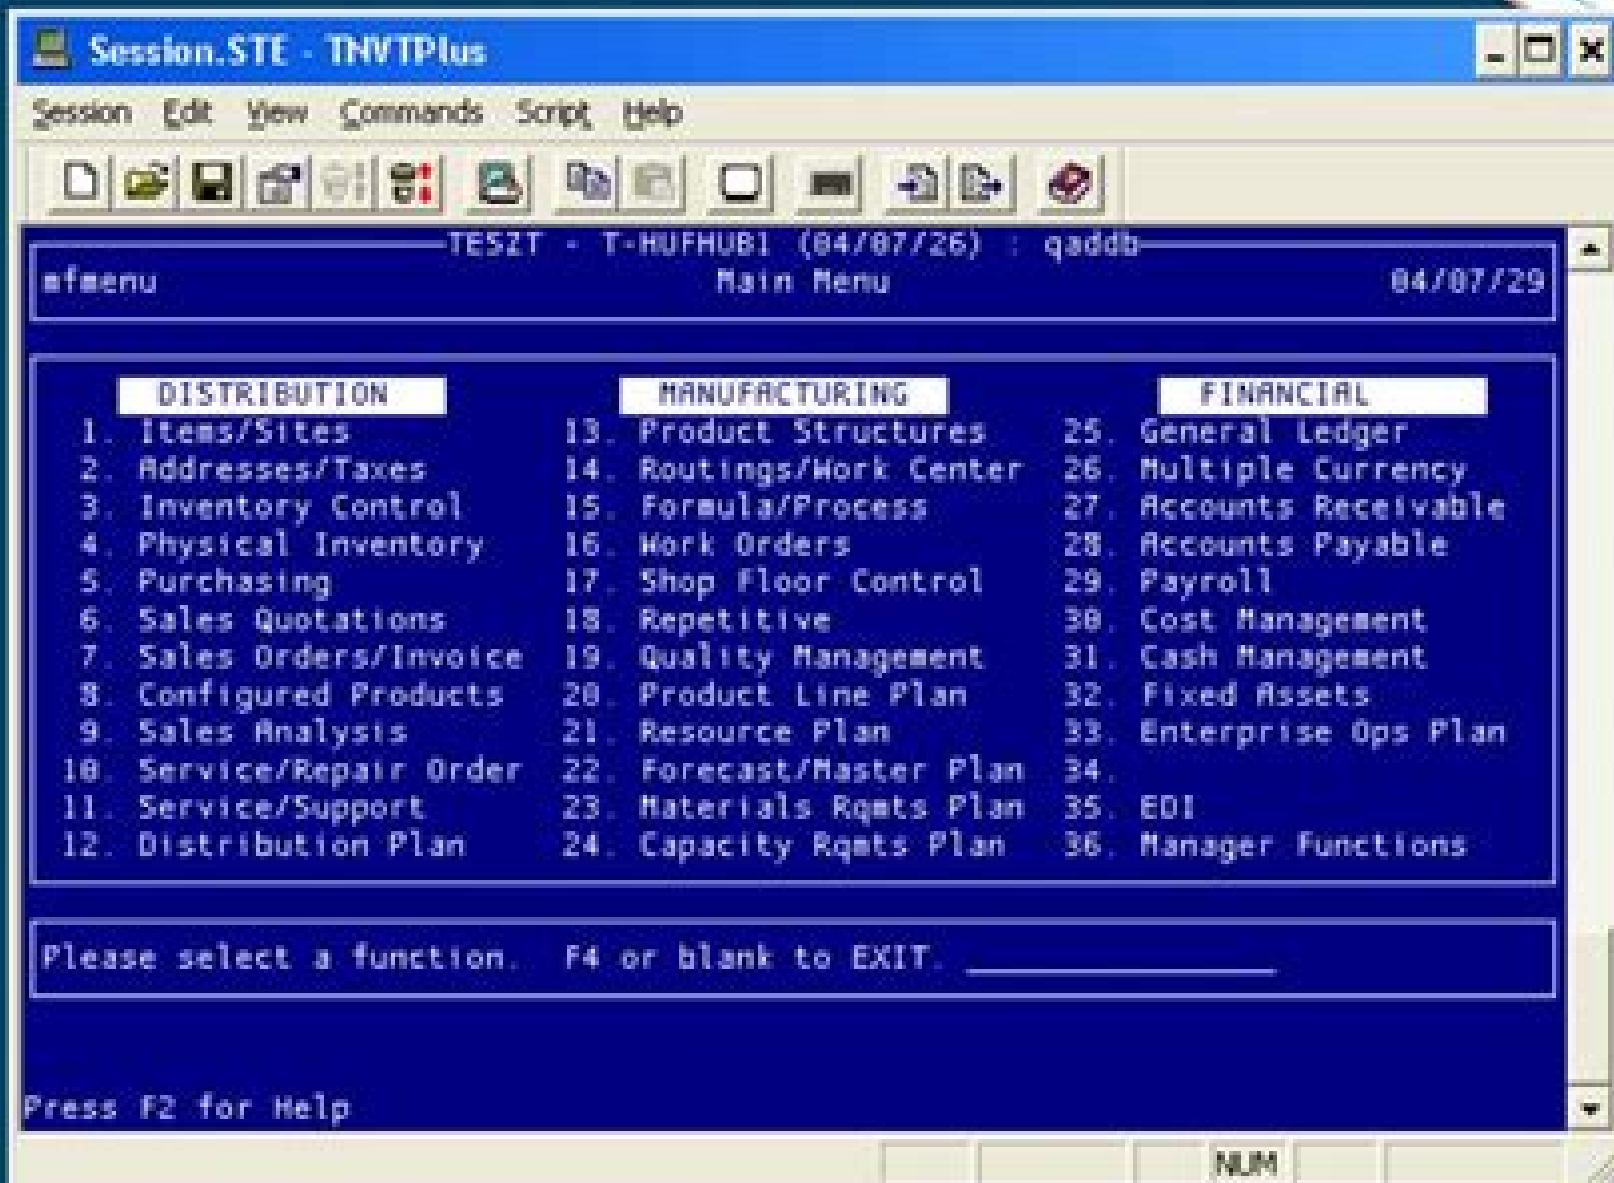 Session.STE - TNVTPlus
Session Edit View Commands Script Help
TESZT - T-HUFHUB1 (04/07/26) : qaddb
mfmenu Main Menu 04/07/29
DISTRIBUTION MANUFACTURING FINANCIAL
1. Items/Sites 13. Product Structures 25. General Ledger
2. Addresses/Taxes 14. Routings/Work Center 26. Multiple Currency
3. Inventory Control 15. Formula/Process 27. Accounts Receivable
4. Physical Inventory 16. Work Orders 28. Accounts Payable
5. Purchasing 17. Shop Floor Control 29. Payroll
6. Sales Quotations 18. Repetitive 30. Cost Management
7. Sales Orders/Invoice 19. Quality Management 31. Cash Management
8. Configured Products 20. Product Line Plan 32. Fixed Assets
9. Sales Analysis 21. Resource Plan 33. Enterprise Ops Plan
10. Service/Repair Order 22. Forecast/Master Plan 34.
11. Service/Support 23. Materials Rqmts Plan 35. EDI
12. Distribution Plan 24. Capacity Rqmts Plan 36. Manager Functions
Please select a function. F4 or blank to EXIT.
Press F2 for Help
NUM